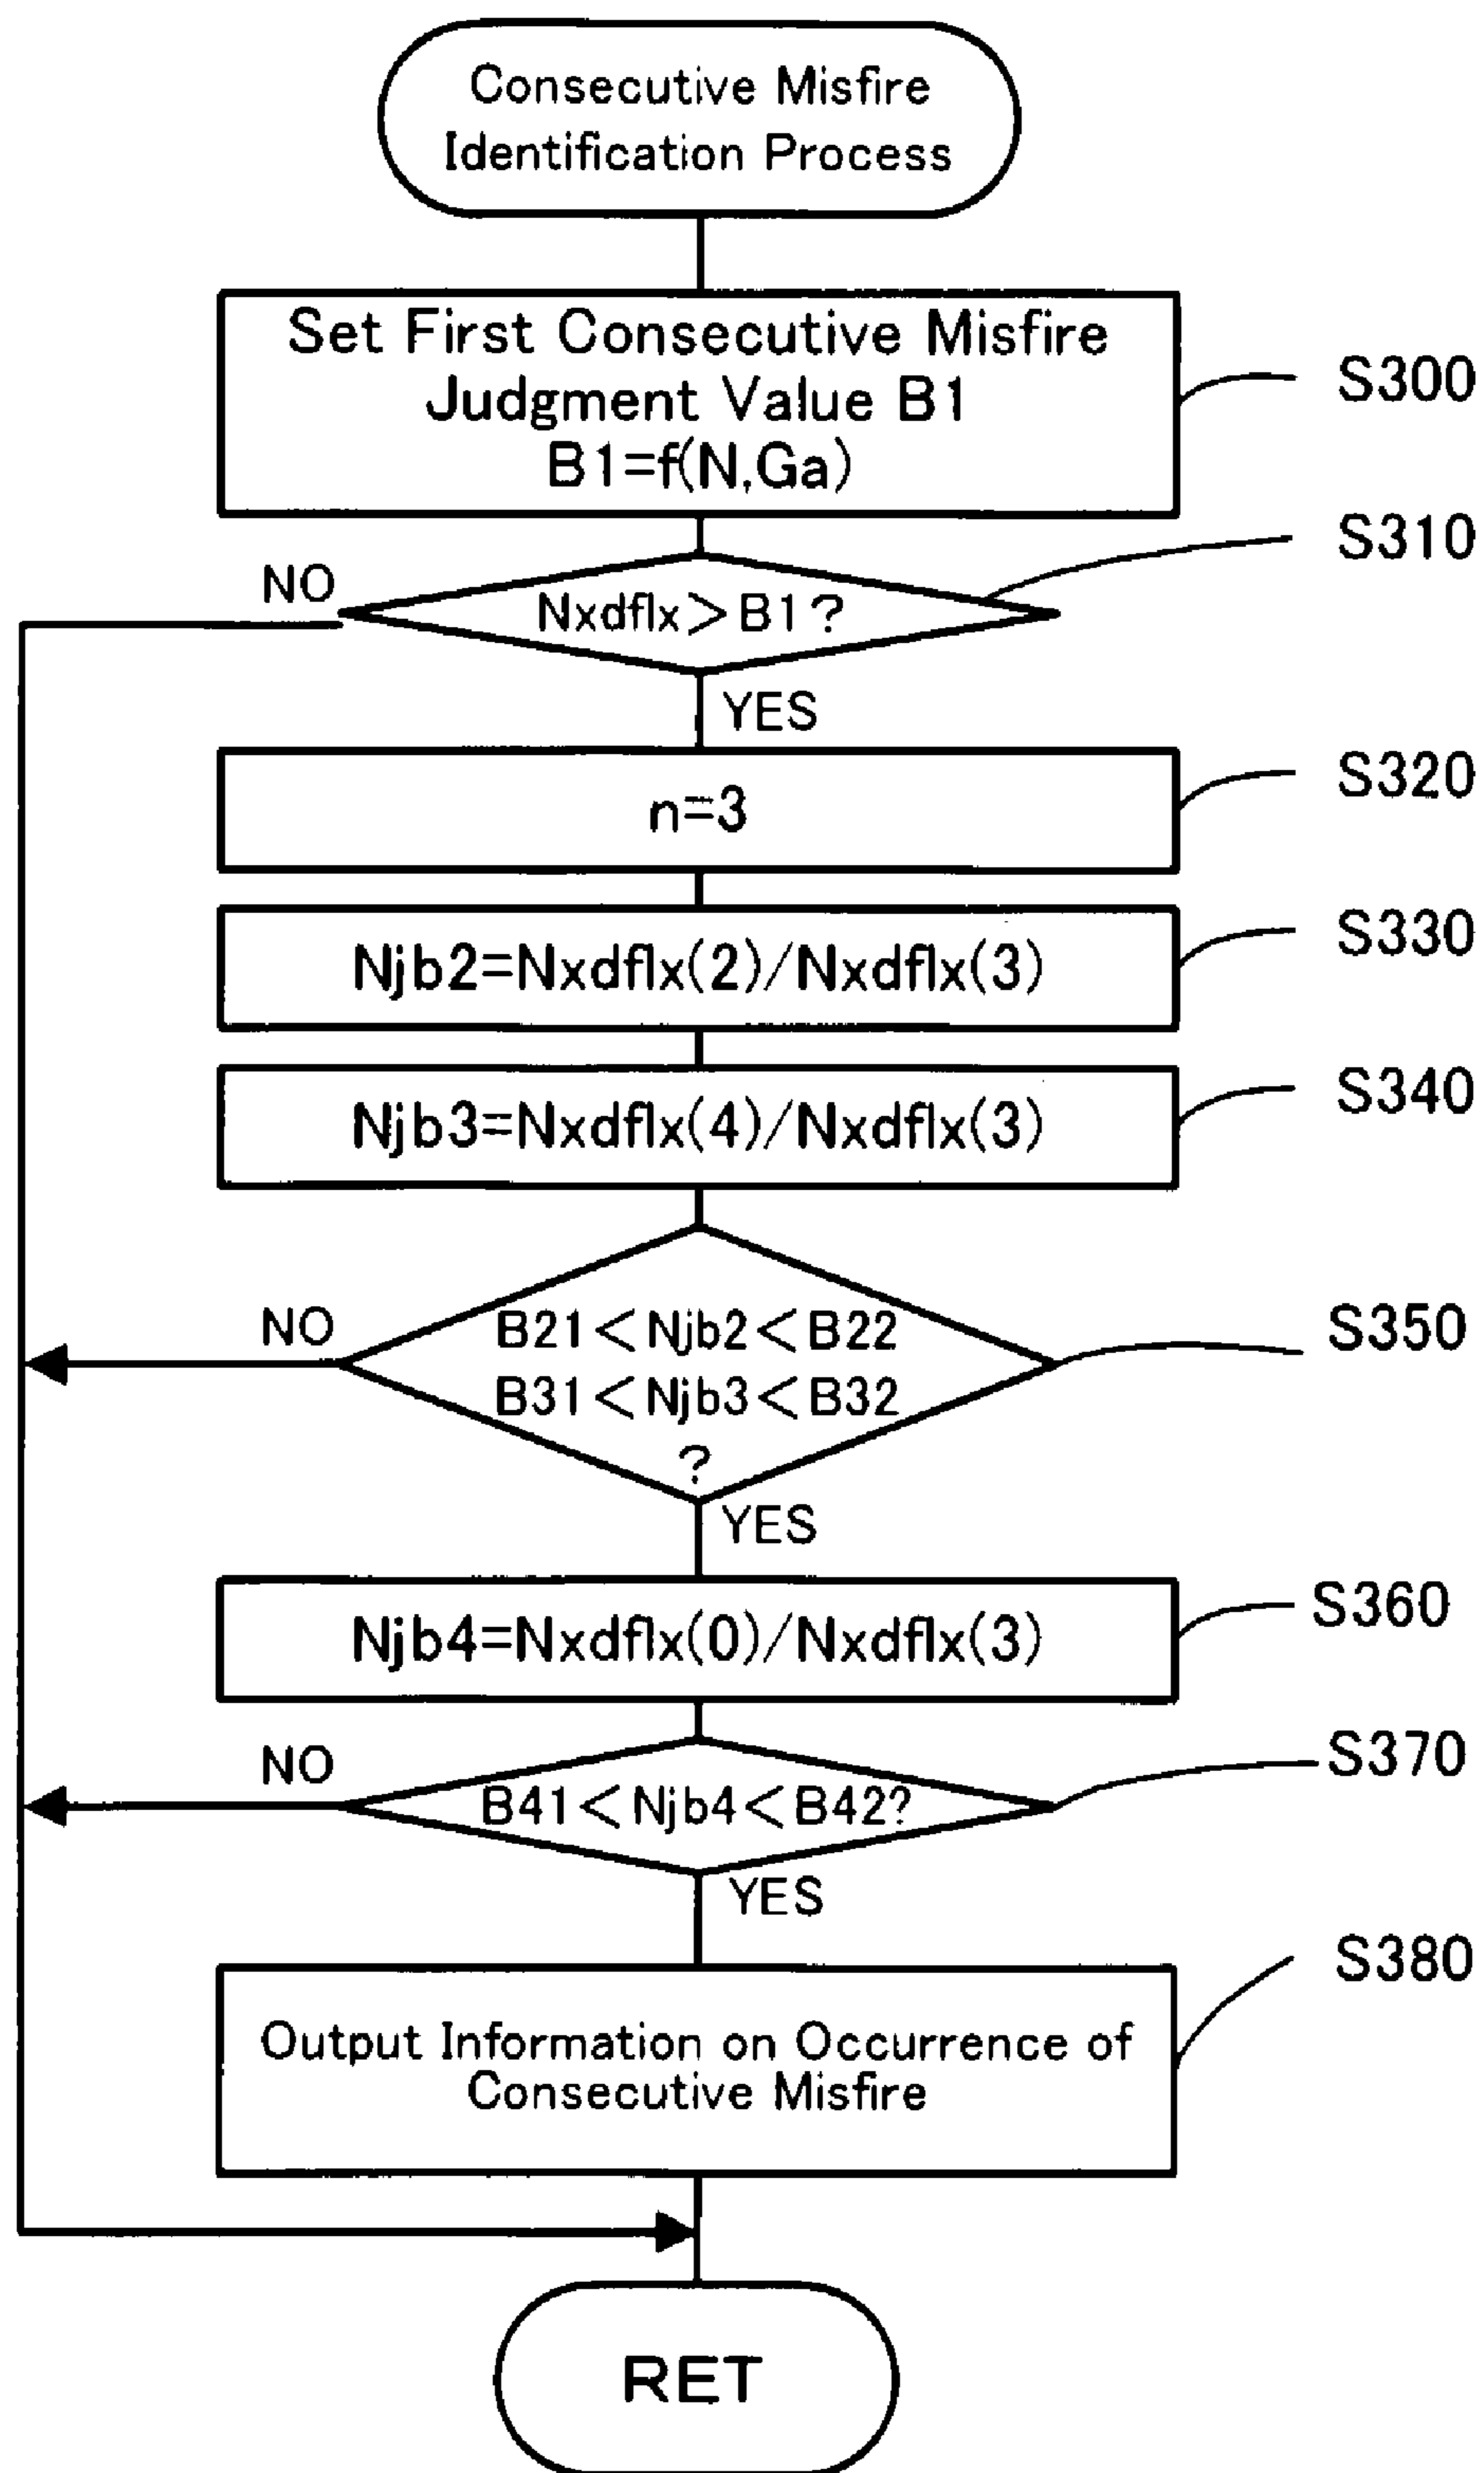 Consecutive Misfire
Identification Process
Set First Consecutive Misfire
Judgment Value B1
B1=f(N,Ga)
S300
S310
NO
Nxdflx>B1?
YES
n=3
S320
Njb2=Nxdflx(2)/Nxdflx(3)
S330
Njb3=Nxdflx(4)/Nxdflx(3)
S340
NO
B21<Njb2<B22
B31<Njb3<B32
?
S350
YES
Njb4=Nxdflx(0)/Nxdflx(3)
S360
NO
B41<Njb4<B42?
S370
YES
Output Information on Occurrence of
Consecutive Misfire
S380
RET